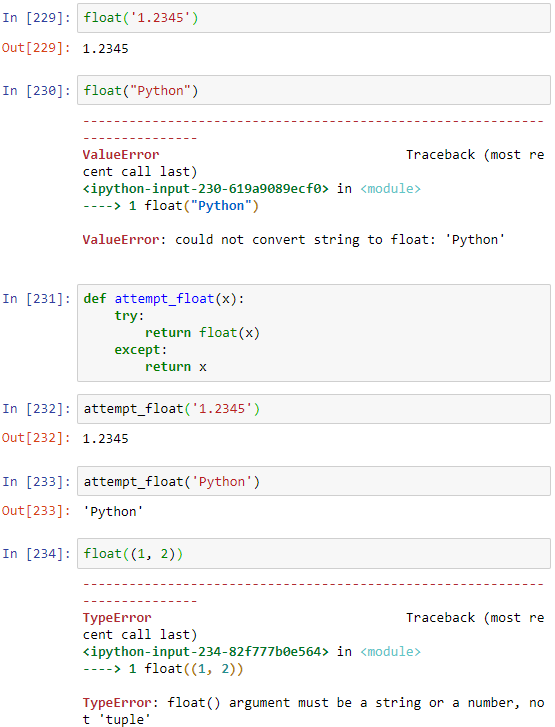 In [229]: float('1.2345')
Out[229]: 1.2345
In [230]: float("Python")
------------------------------------------------------------
---------------
ValueError                                Traceback (most re
cent call last)
<ipython-input-230-619a9089ecf0> in <module>
----> 1 float("Python")
ValueError: could not convert string to float: 'Python'
In [231]: def attempt_float(x):
    try:
        return float(x)
    except:
        return x
In [232]: attempt_float('1.2345')
Out[232]: 1.2345
In [233]: attempt_float('Python')
Out[233]: 'Python'
In [234]: float((1, 2))
------------------------------------------------------------
---------------
TypeError                                 Traceback (most re
cent call last)
<ipython-input-234-82f777b0e564> in <module>
----> 1 float((1, 2))
TypeError: float() argument must be a string or a number, no
t 'tuple'